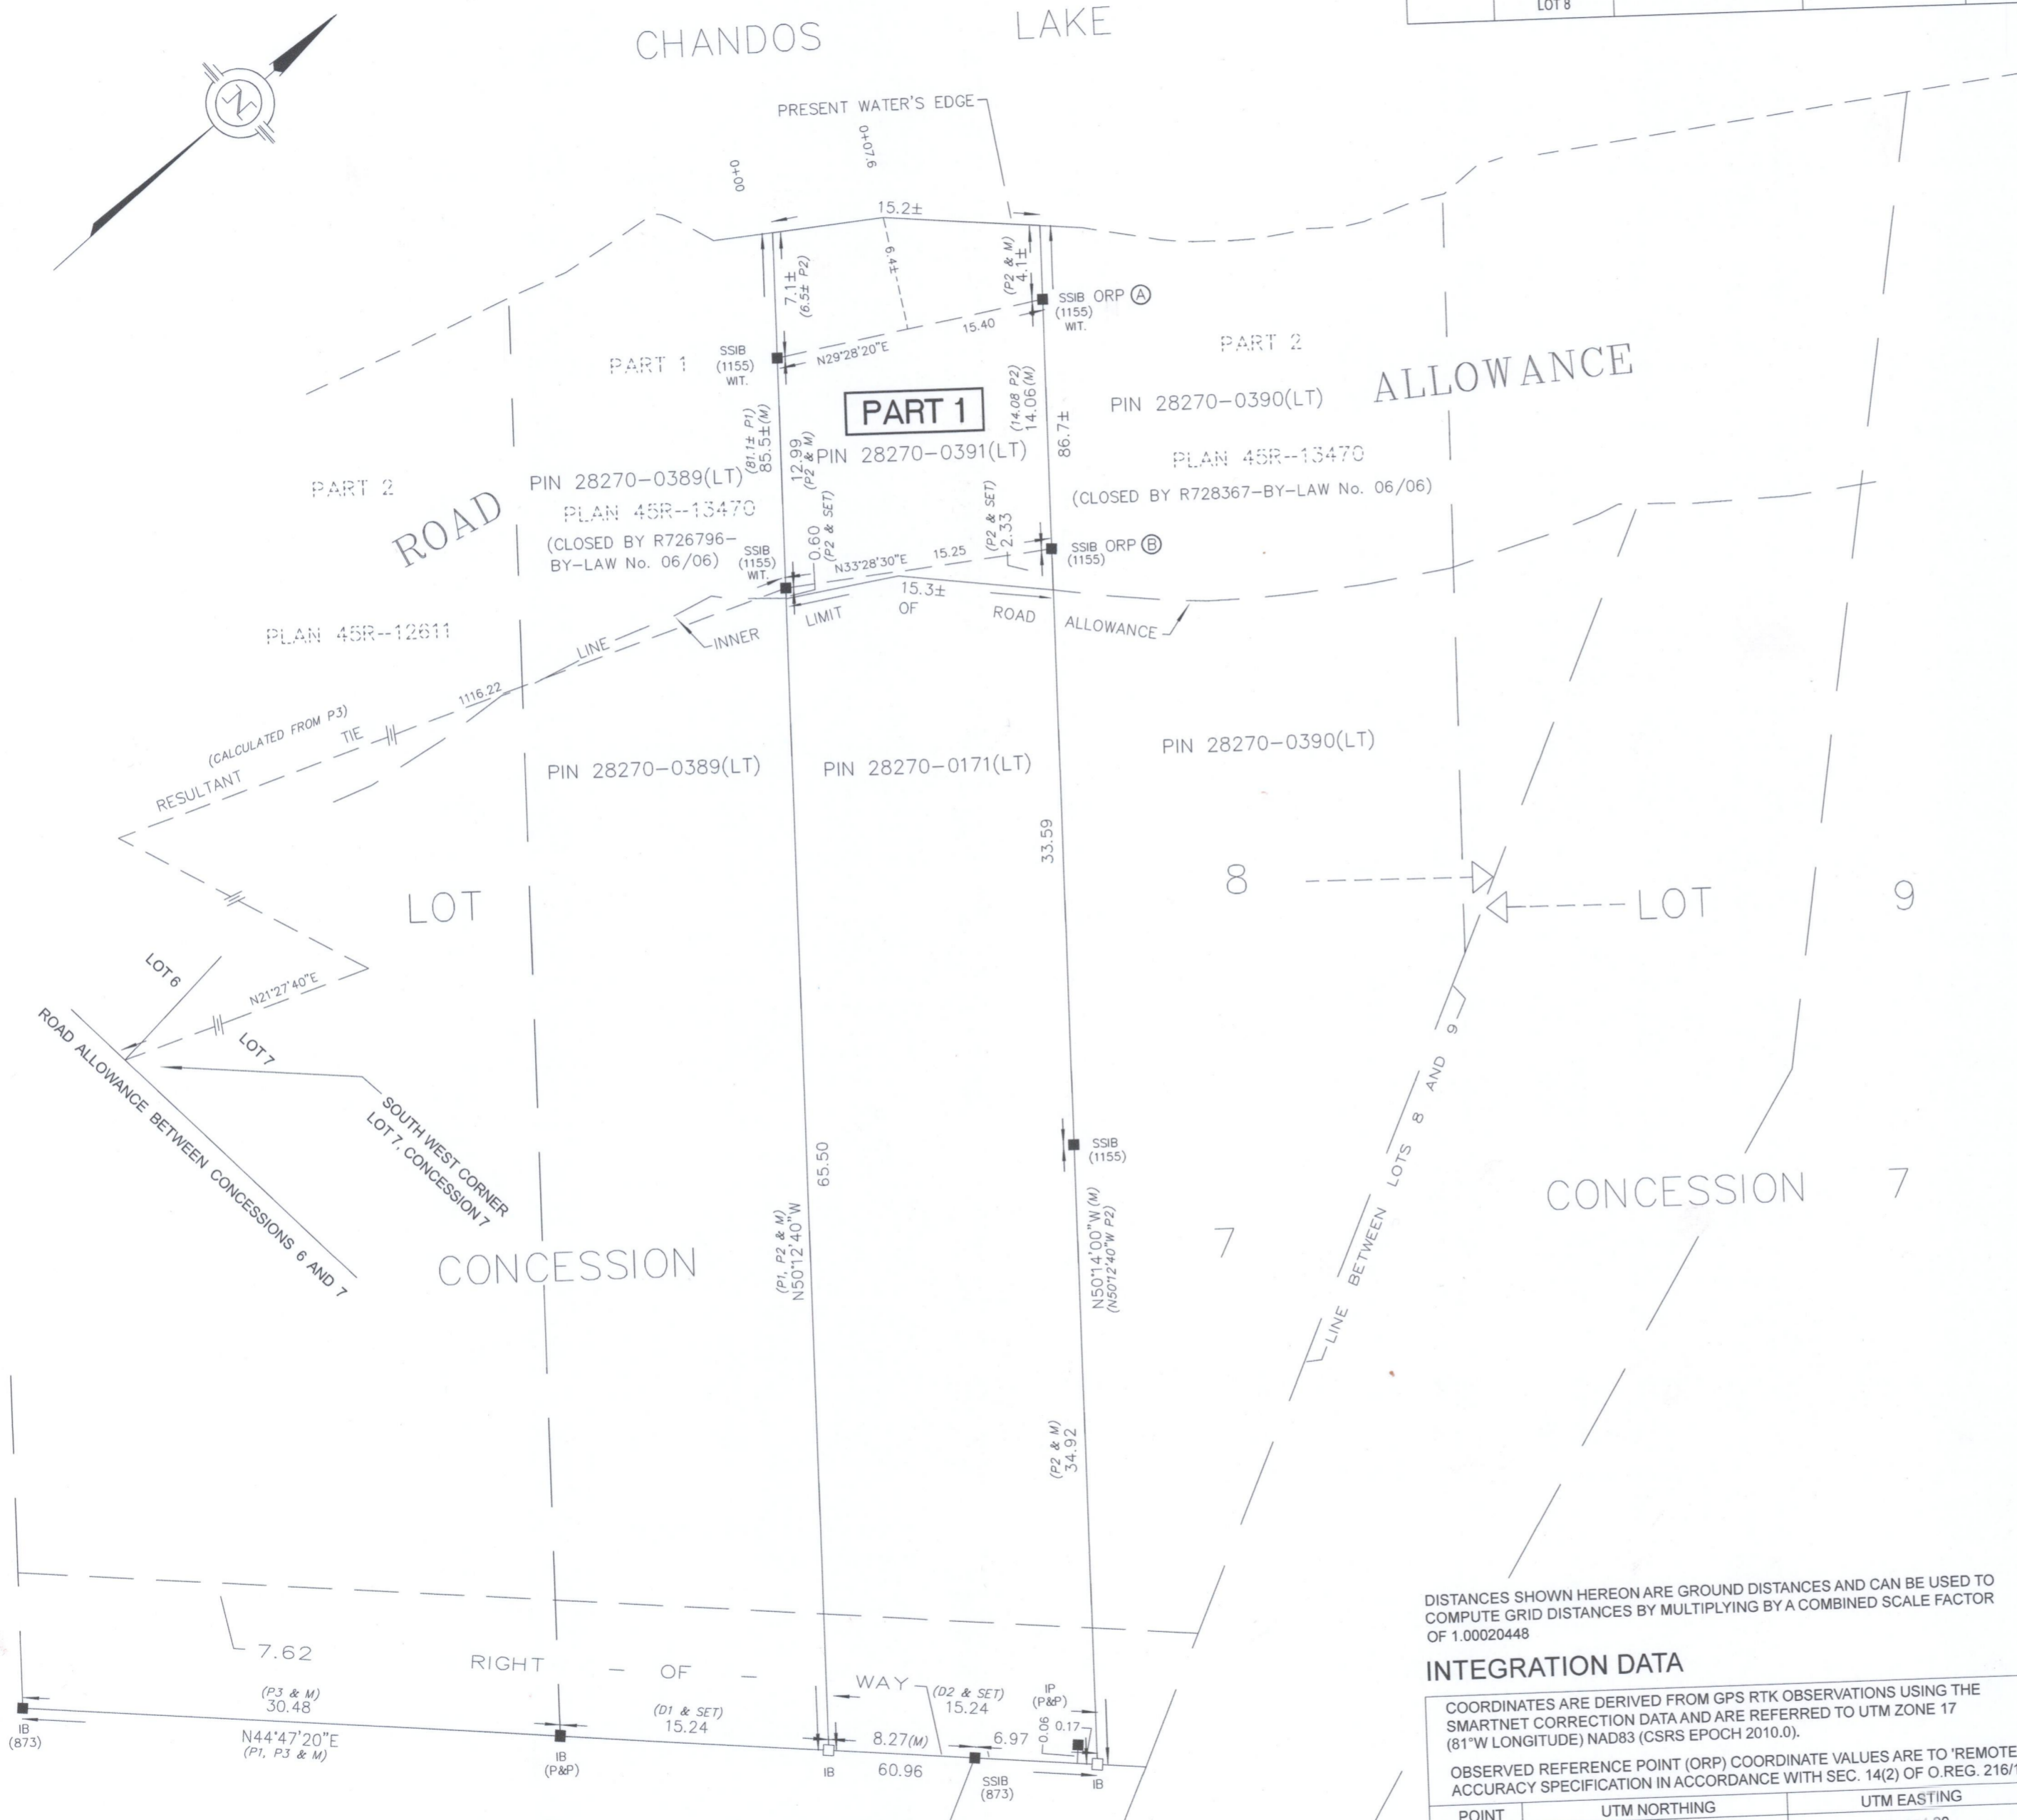 LOT 8
CHANDOS LAKE
N
PRESENT WATER'S EDGE
0+00
0+07.6
15.2±
7.1±
(6.5± P2)
6.4±
(P2 & M)
4.1±
SSIB ORP A
(1155)
WIT.
15.40
N29°28'20"E
SSIB
(1155)
WIT.
PART 1
PART 2
PART 1
ALLOWANCE
PIN 28270-0390(LT)
(14.08 P2)
14.06(M)
86.7±
(81.1± P1)
85.5±(M)
12.99
(P2 & M)
PIN 28270-0391(LT)
PLAN 45R-13470
(CLOSED BY R728367-BY-LAW No. 06/06)
PART 2
ROAD
PIN 28270-0389(LT)
PLAN 45R-13470
(CLOSED BY R726796-
BY-LAW No. 06/06)
SSIB
(1155)
WIT.
0.60
(P2 & SET)
(P2 & SET)
2.33
N33°28'30"E
15.25
SSIB ORP B
(1155)
15.3±
INNER LIMIT OF ROAD ALLOWANCE
PLAN 45R-12611
LINE
1116.22
(CALCULATED FROM P3)
RESULTANT TIE
PIN 28270-0389(LT)
PIN 28270-0171(LT)
PIN 28270-0390(LT)
33.59
LOT
8
LOT
9
LOT 6
N21°27'40"E
LOT 7
ROAD ALLOWANCE BETWEEN CONCESSIONS 6 AND 7
SOUTH WEST CORNER
LOT 7, CONCESSION 7
65.50
(P1, P2 & M)
N50°12'40"W
SSIB
(1155)
N50°14'00"W(M)
(N50°12'40"W P2)
CONCESSION
7
CONCESSION
7
LINE BETWEEN LOTS 8 AND 9
(P2 & M)
34.92
7.62
RIGHT - OF - WAY
(P3 & M)
30.48
N44°47'20"E
(P1, P3 & M)
IB
(873)
IB
(P&P)
(D1 & SET)
15.24
IB
(D2 & SET)
15.24
8.27(M)
6.97
60.96
SSIB
(873)
IP
(P&P)
0.06
0.17
IB
DISTANCES SHOWN HEREON ARE GROUND DISTANCES AND CAN BE USED TO
COMPUTE GRID DISTANCES BY MULTIPLYING BY A COMBINED SCALE FACTOR
OF 1.00020448
INTEGRATION DATA
COORDINATES ARE DERIVED FROM GPS RTK OBSERVATIONS USING THE
SMARTNET CORRECTION DATA AND ARE REFERRED TO UTM ZONE 17
(81°W LONGITUDE) NAD83 (CSRS EPOCH 2010.0).
OBSERVED REFERENCE POINT (ORP) COORDINATE VALUES ARE TO 'REMOTE
ACCURACY SPECIFICATION IN ACCORDANCE WITH SEC. 14(2) OF O.REG. 216/1
POINT UTM NORTHING UTM EASTING